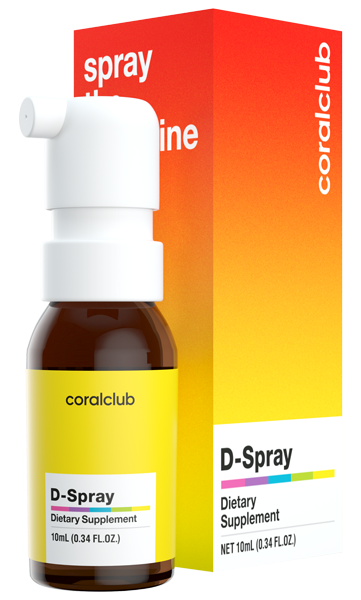 spray
ine
coralclub
D-Spray
Dietary
Supplement
NET 10mL (0.34 FL.OZ.)
coralclub
D-Spray
Dietary Supplement
10mL (0.34 FL.OZ.)